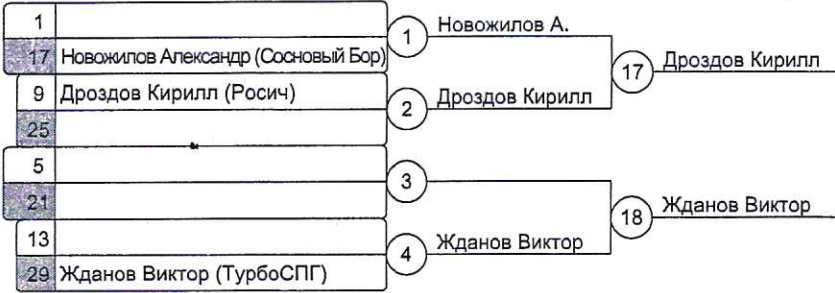 1
17 Новожилов Александр (Сосновый Бор)
1 Новожилов А.
9 Дроздов Кирилл (Росич)
25
2 Дроздов Кирилл
17 Дроздов Кирилл
5
21
3
13
29 Жданов Виктор (ТурбоСПГ)
4 Жданов Виктор
18 Жданов Виктор